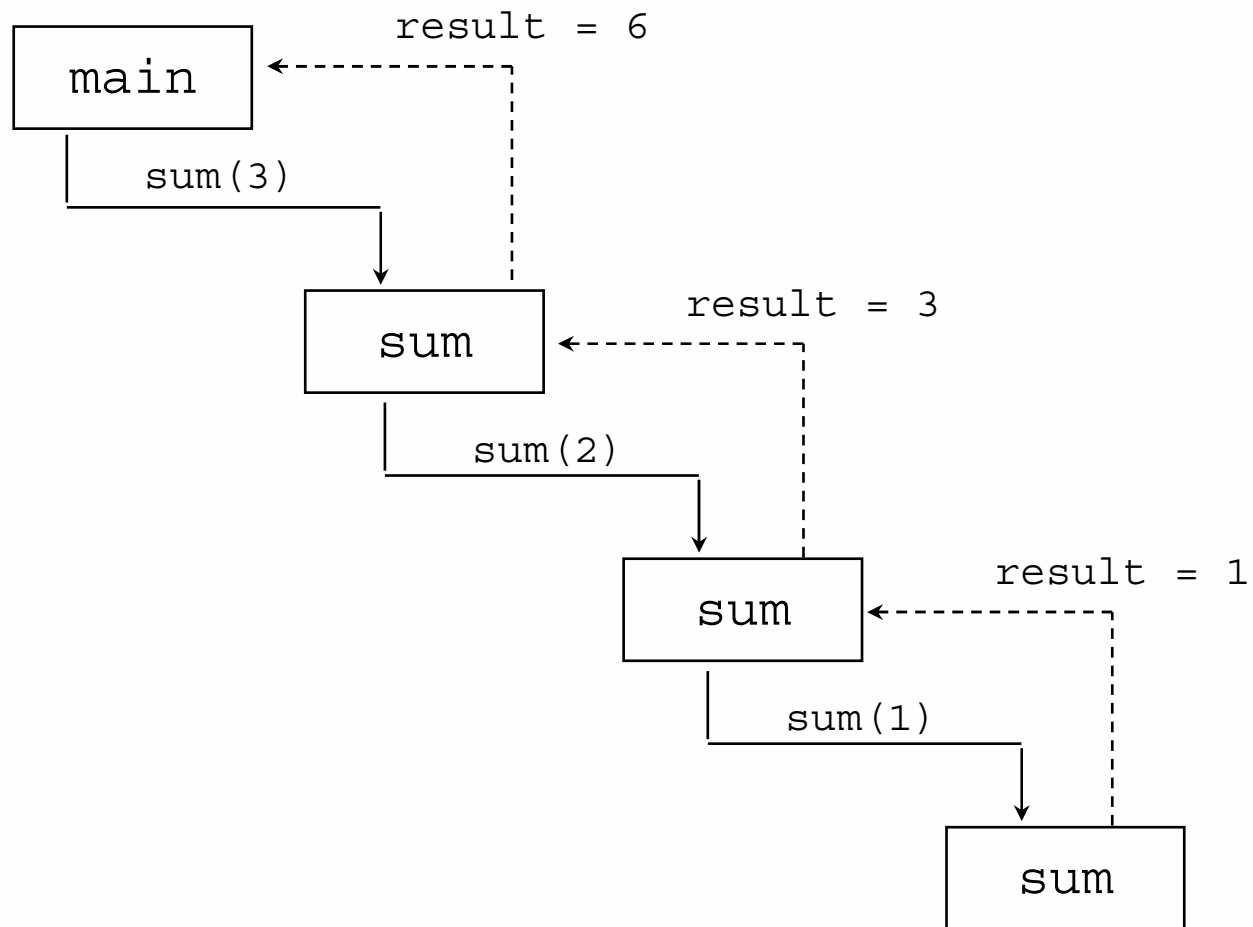 result = 6
main
sum(3)
result = 3
sum
sum(2)
result = 1
sum
sum(1)
sum